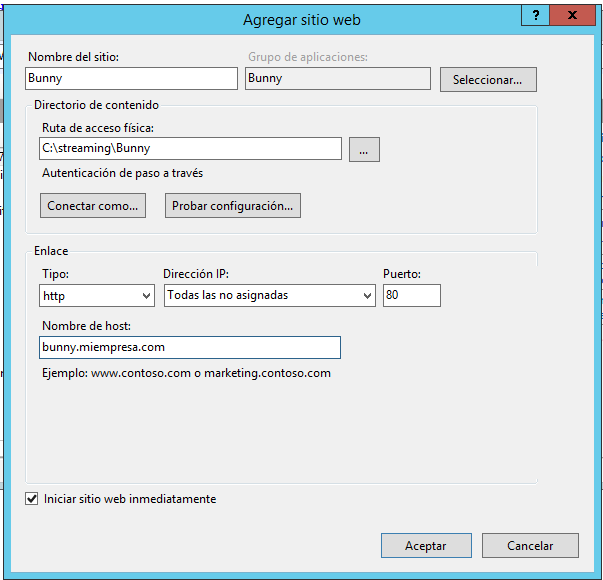 Agregar sitio web
?
x
Nombre del sitio:
Grupo de aplicaciones:
Bunny
Bunny
Seleccionar...
Directorio de contenido
Ruta de acceso física:
C:\streaming\Bunny
...
Autenticación de paso a través
Conectar como...
Probar configuración...
Enlace
Tipo:
Dirección IP:
Puerto:
http
Todas las no asignadas
80
Nombre de host:
bunny.miempresa.com
Ejemplo: www.contoso.com o marketing.contoso.com
Iniciar sitio web inmediatamente
Aceptar
Cancelar